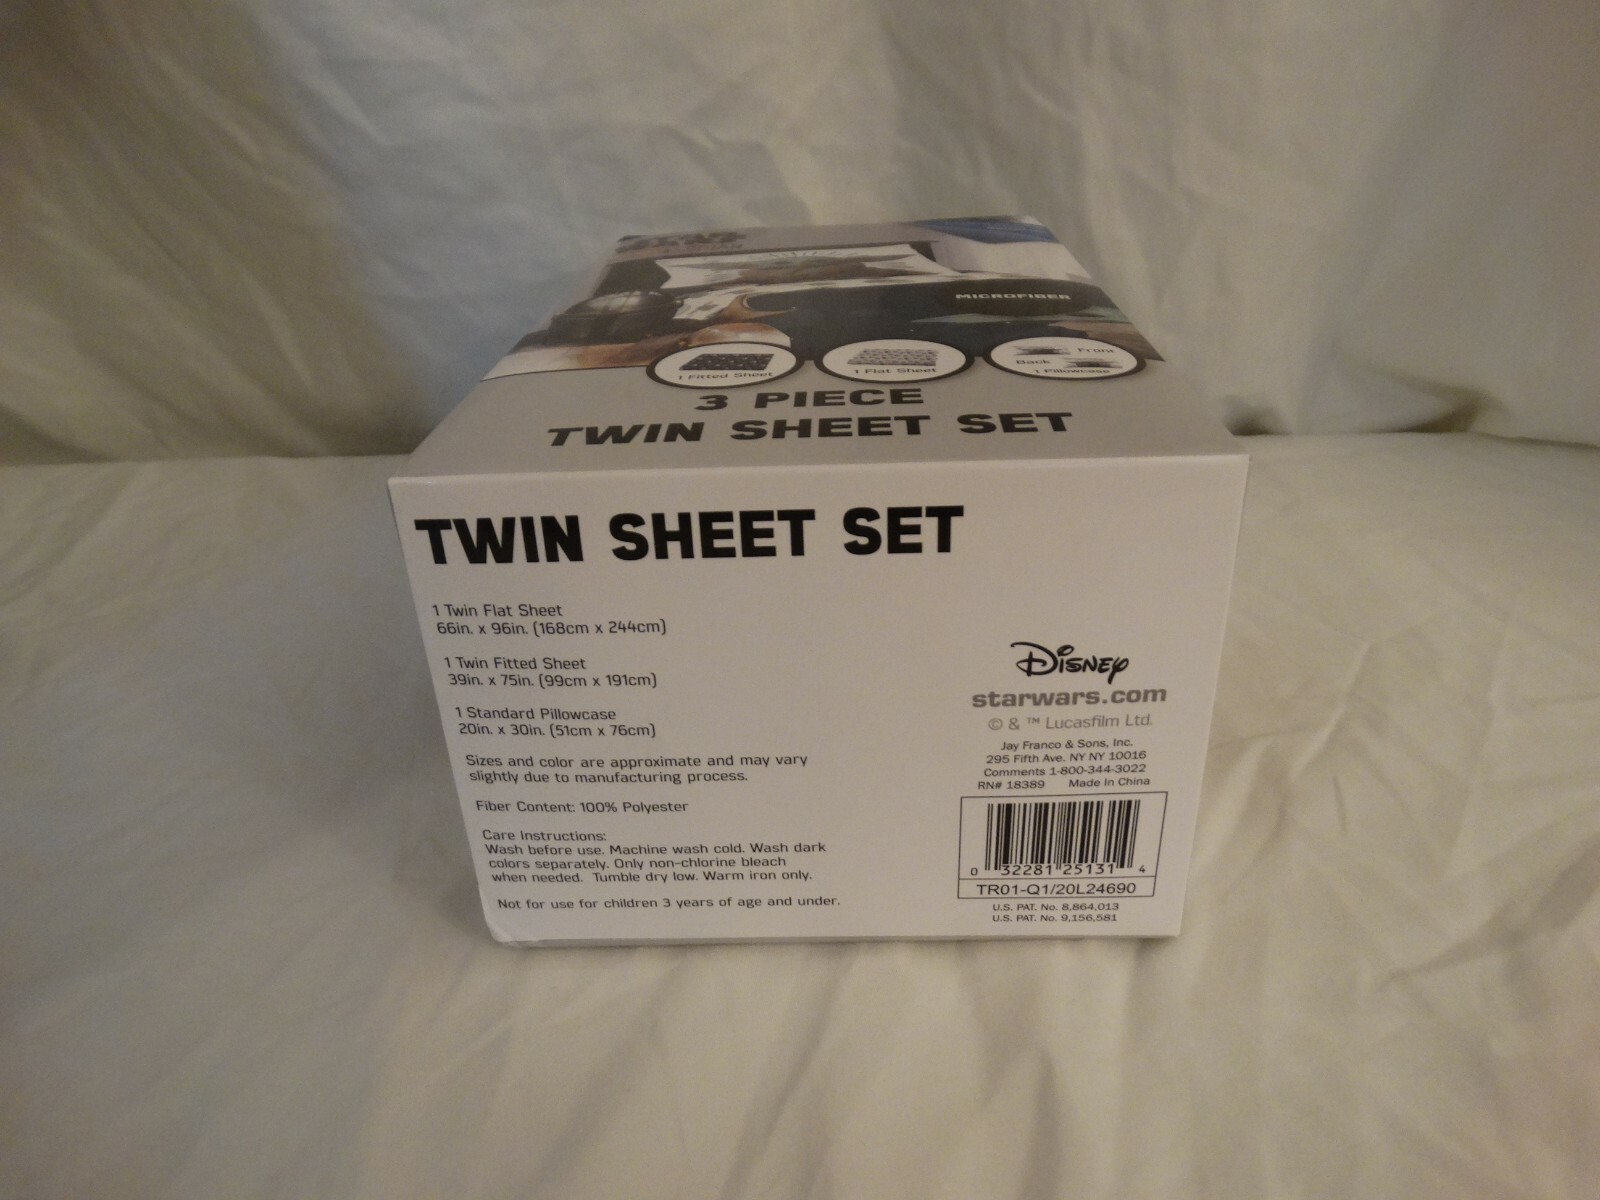 STAR
WARS
MICROFIBER
1 Fitted Sheet
1 Flat Sheet
Front
Back
1 Pillowcase
3 PIECE
TWIN SHEET SET
TWIN SHEET SET
1 Twin Flat Sheet
66in. x 96in. (168cm x 244cm)
1 Twin Fitted Sheet
39in. x 75in. (99cm x 191cm)
1 Standard Pillowcase
20in. x 30in. (51cm x 76cm)
Sizes and color are approximate and may vary
slightly due to manufacturing process.
Fiber Content: 100% Polyester
Care Instructions:
Wash before use. Machine wash cold. Wash dark
colors separately. Only non-chlorine bleach
when needed. Tumble dry low. Warm iron only.
Not for use for children 3 years of age and under.
Disney
starwars.com
© & ™ Lucasfilm Ltd.
Jay Franco & Sons, Inc.
295 Fifth Ave. NY NY 10016
Comments 1-800-344-3022
RN# 18389 Made In China
0 32281 25131 4
TR01-Q1/20L24690
U.S. PAT. No. 8,864,013
U.S. PAT. No. 9,156,581